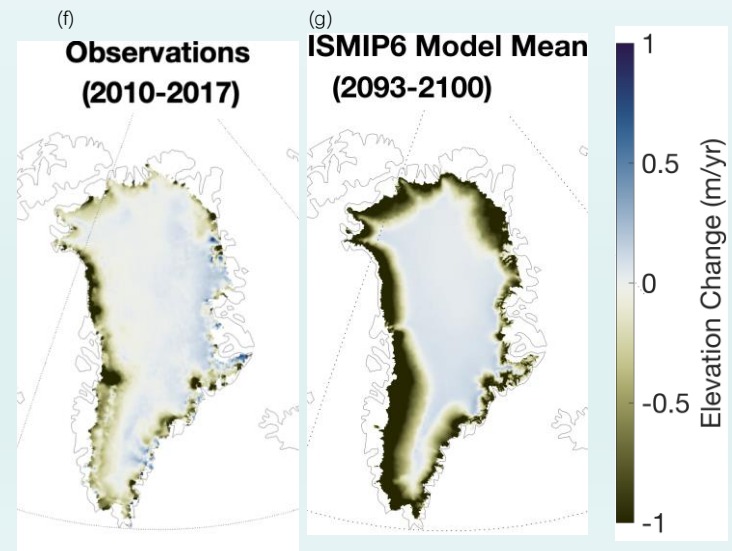 (f)
Observations
(2010-2017)
(g)
ISMIP6 Model Mean
(2093-2100)
1
0.5
0
-0.5
-1
Elevation Change (m/yr)